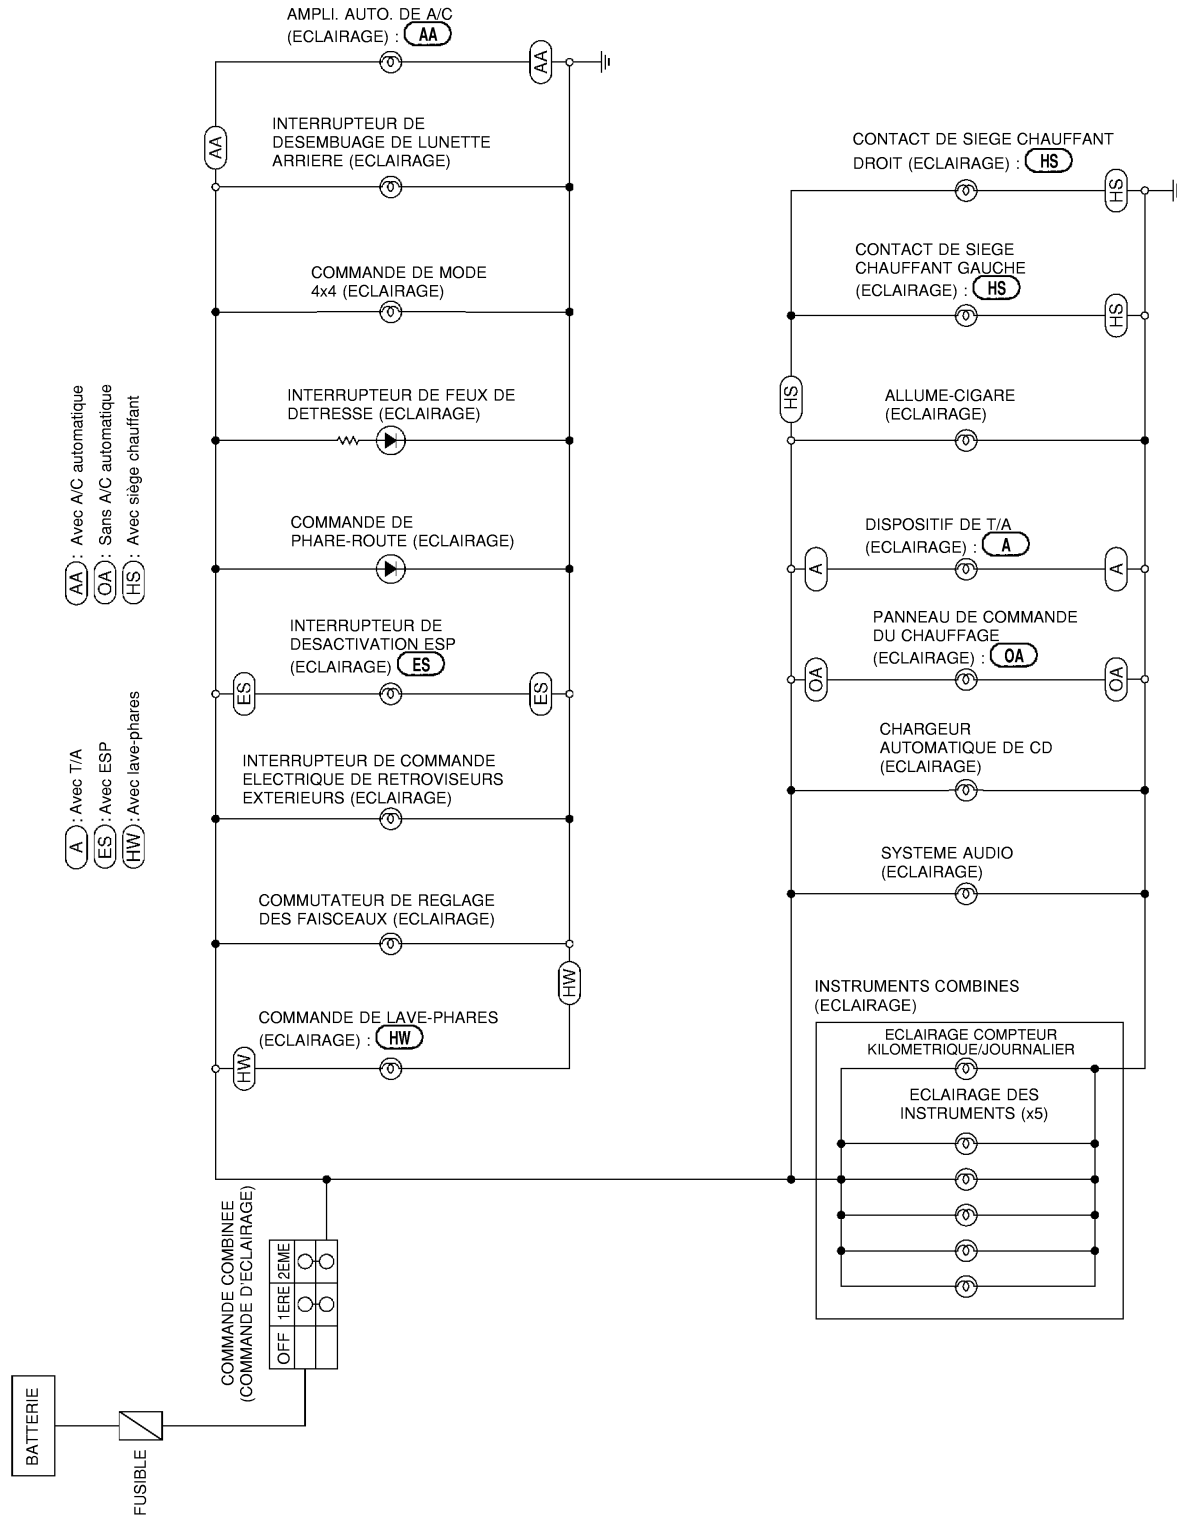 AMPLI. AUTO. DE A/C
(ECLAIRAGE) : AA
AA
AA
INTERRUPTEUR DE
DESEMBUAGE DE LUNETTE
ARRIERE (ECLAIRAGE)
COMMANDE DE MODE
4x4 (ECLAIRAGE)
INTERRUPTEUR DE FEUX DE
DETRESSE (ECLAIRAGE)
COMMANDE DE
PHARE-ROUTE (ECLAIRAGE)
INTERRUPTEUR DE
DESACTIVATION ESP
(ECLAIRAGE) ES
ES
ES
INTERRUPTEUR DE COMMANDE
ELECTRIQUE DE RETROVISEURS
EXTERIEURS (ECLAIRAGE)
COMMUTATEUR DE REGLAGE
DES FAISCEAUX (ECLAIRAGE)
HW
COMMANDE DE LAVE-PHARES
(ECLAIRAGE) : HW
HW
AA : Avec A/C automatique
OA : Sans A/C automatique
HS : Avec siège chauffant
A : Avec T/A
ES : Avec ESP
HW : Avec lave-phares
CONTACT DE SIEGE CHAUFFANT
DROIT (ECLAIRAGE) : HS
HS
CONTACT DE SIEGE
CHAUFFANT GAUCHE
(ECLAIRAGE) : HS
HS
HS
ALLUME-CIGARE
(ECLAIRAGE)
DISPOSITIF DE T/A
(ECLAIRAGE) : A
A
A
PANNEAU DE COMMANDE
DU CHAUFFAGE
(ECLAIRAGE) : OA
OA
OA
CHARGEUR
AUTOMATIQUE DE CD
(ECLAIRAGE)
SYSTEME AUDIO
(ECLAIRAGE)
INSTRUMENTS COMBINES
(ECLAIRAGE)
ECLAIRAGE COMPTEUR
KILOMETRIQUE/JOURNALIER
ECLAIRAGE DES
INSTRUMENTS (x5)
COMMANDE COMBINEE
(COMMANDE D'ECLAIRAGE)
OFF 1ERE 2EME
BATTERIE
FUSIBLE